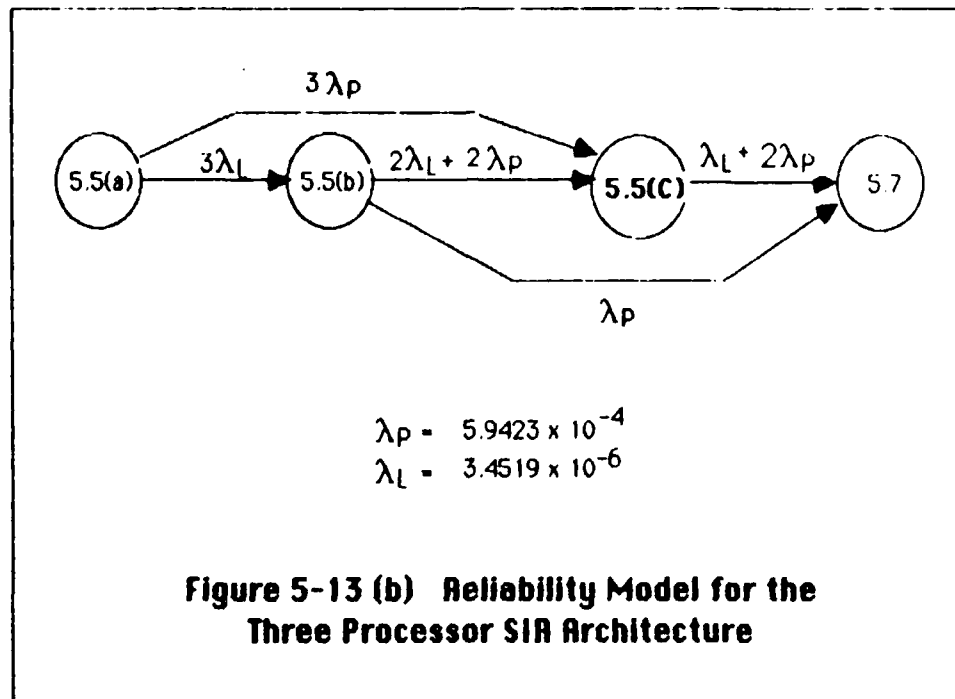 3λp
5.5(a) 3λL 5.5(b) 2λL + 2λp 5.5(C) λL + 2λp 5.7
λp
λp = 5.9423 x 10⁻⁴
λL = 3.4519 x 10⁻⁶
Figure 5-13 (b) Reliability Model for the
Three Processor SIA Architecture